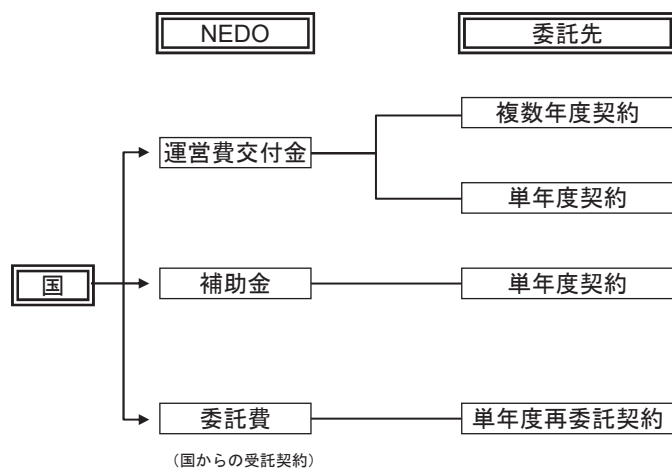 NEDO
委託先
複数年度契約
運営費交付金
単年度契約
国
補助金
単年度契約
委託費
単年度再委託契約
（国からの受託契約）